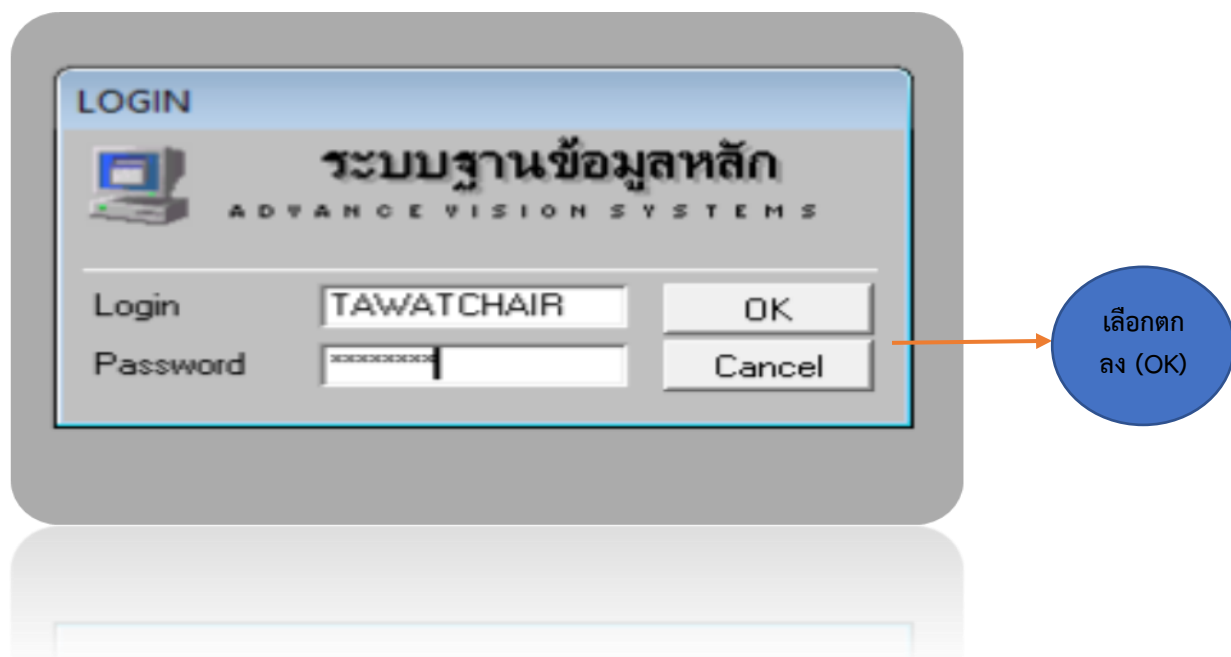 LOGIN
ระบบฐานข้อมูลหลัก
ADVANCE VISION SYSTEMS
Login TAWATCHAIR OK
Password ******** Cancel
เลือกตก
ลง (OK)